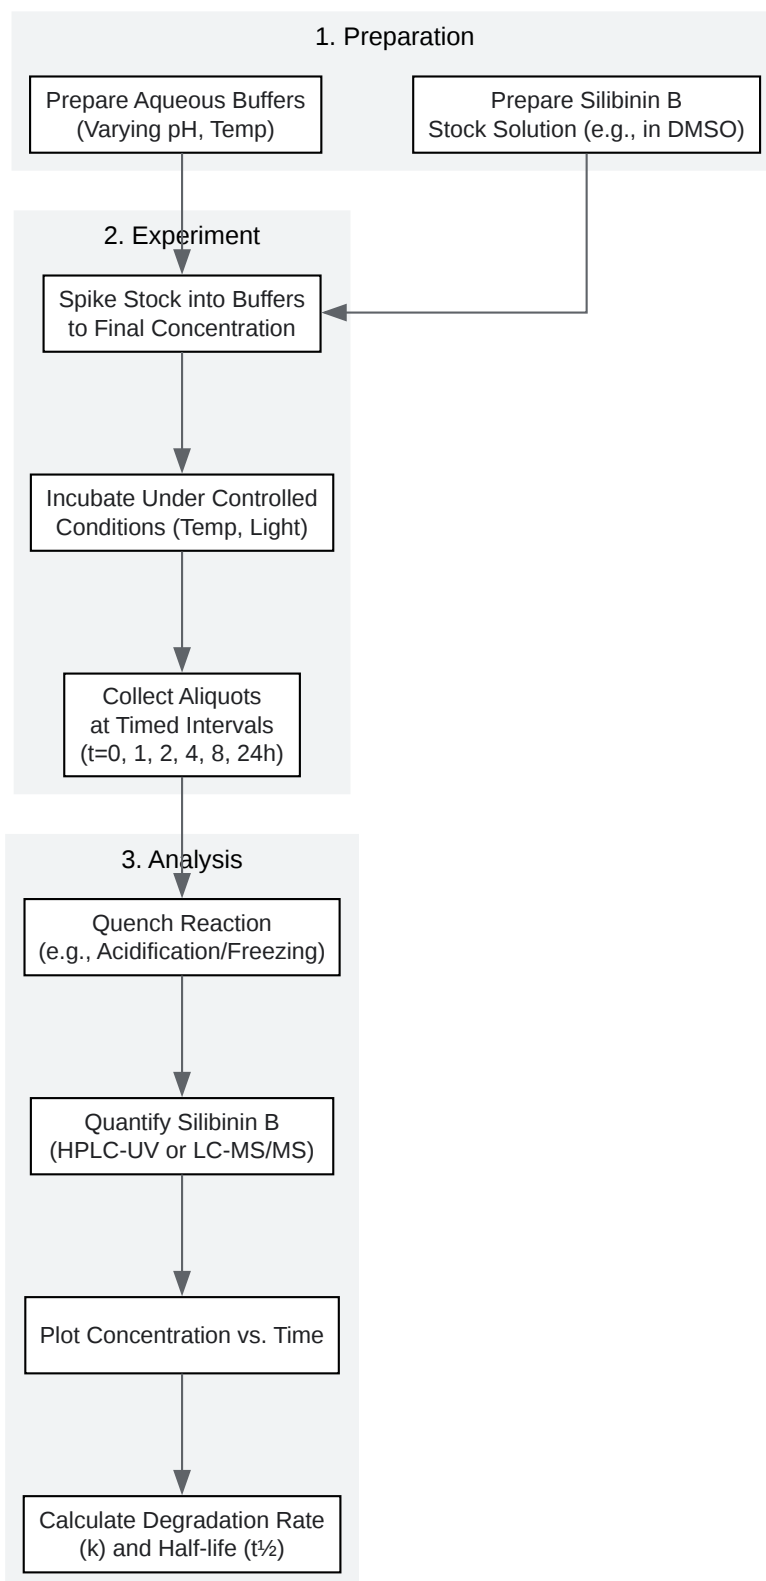 1. Preparation
Prepare Aqueous Buffers
(Varying pH, Temp)
Prepare Silibinin B
Stock Solution (e.g., in DMSO)
2. Experiment
Spike Stock into Buffers
to Final Concentration
Incubate Under Controlled
Conditions (Temp, Light)
Collect Aliquots
at Timed Intervals
(t=0, 1, 2, 4, 8, 24h)
3. Analysis
Quench Reaction
(e.g., Acidification/Freezing)
Quantify Silibinin B
(HPLC-UV or LC-MS/MS)
Plot Concentration vs. Time
Calculate Degradation Rate
(k) and Half-life (t½)